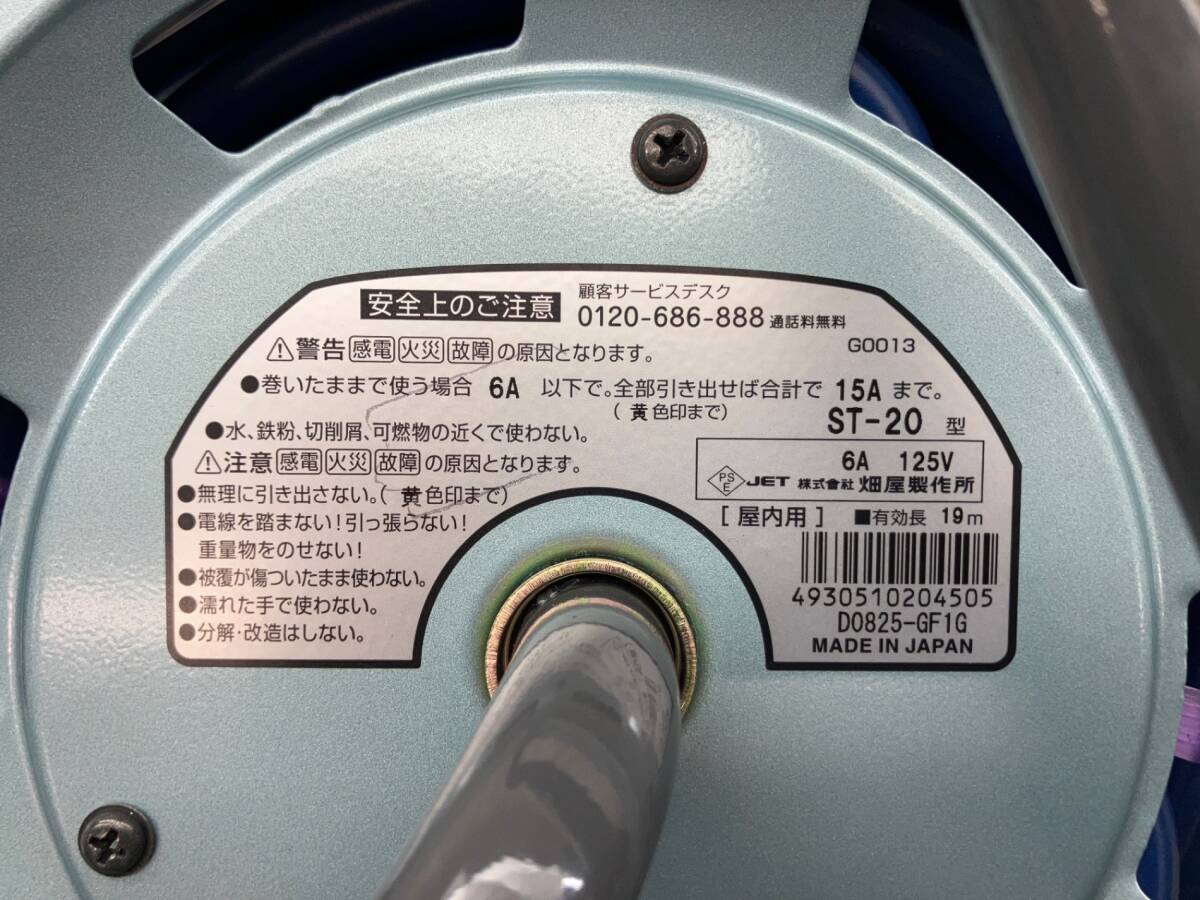 安全上のご注意
顧客サービスデスク
0120-686-888 通話料無料
G0013
⚠警告 感電 火災 故障 の原因となります。
●巻いたままで使う場合 6A 以下で。全部引き出せば合計で 15A まで。
(黄色印まで)
●水、鉄粉、切削屑、可燃物の近くで使わない。
⚠注意 感電 火災 故障 の原因となります。
●無理に引き出さない。(黄色印まで)
●電線を踏まない!引っ張らない!
重量物をのせない!
●被覆が傷ついたまま使わない。
●濡れた手で使わない。
●分解・改造はしない。
ST-20 型
6A 125V
PSE JET 株式會社 畑屋製作所
[屋内用] ■有効長 19m
4930510204505
D0825-GF1G
MADE IN JAPAN